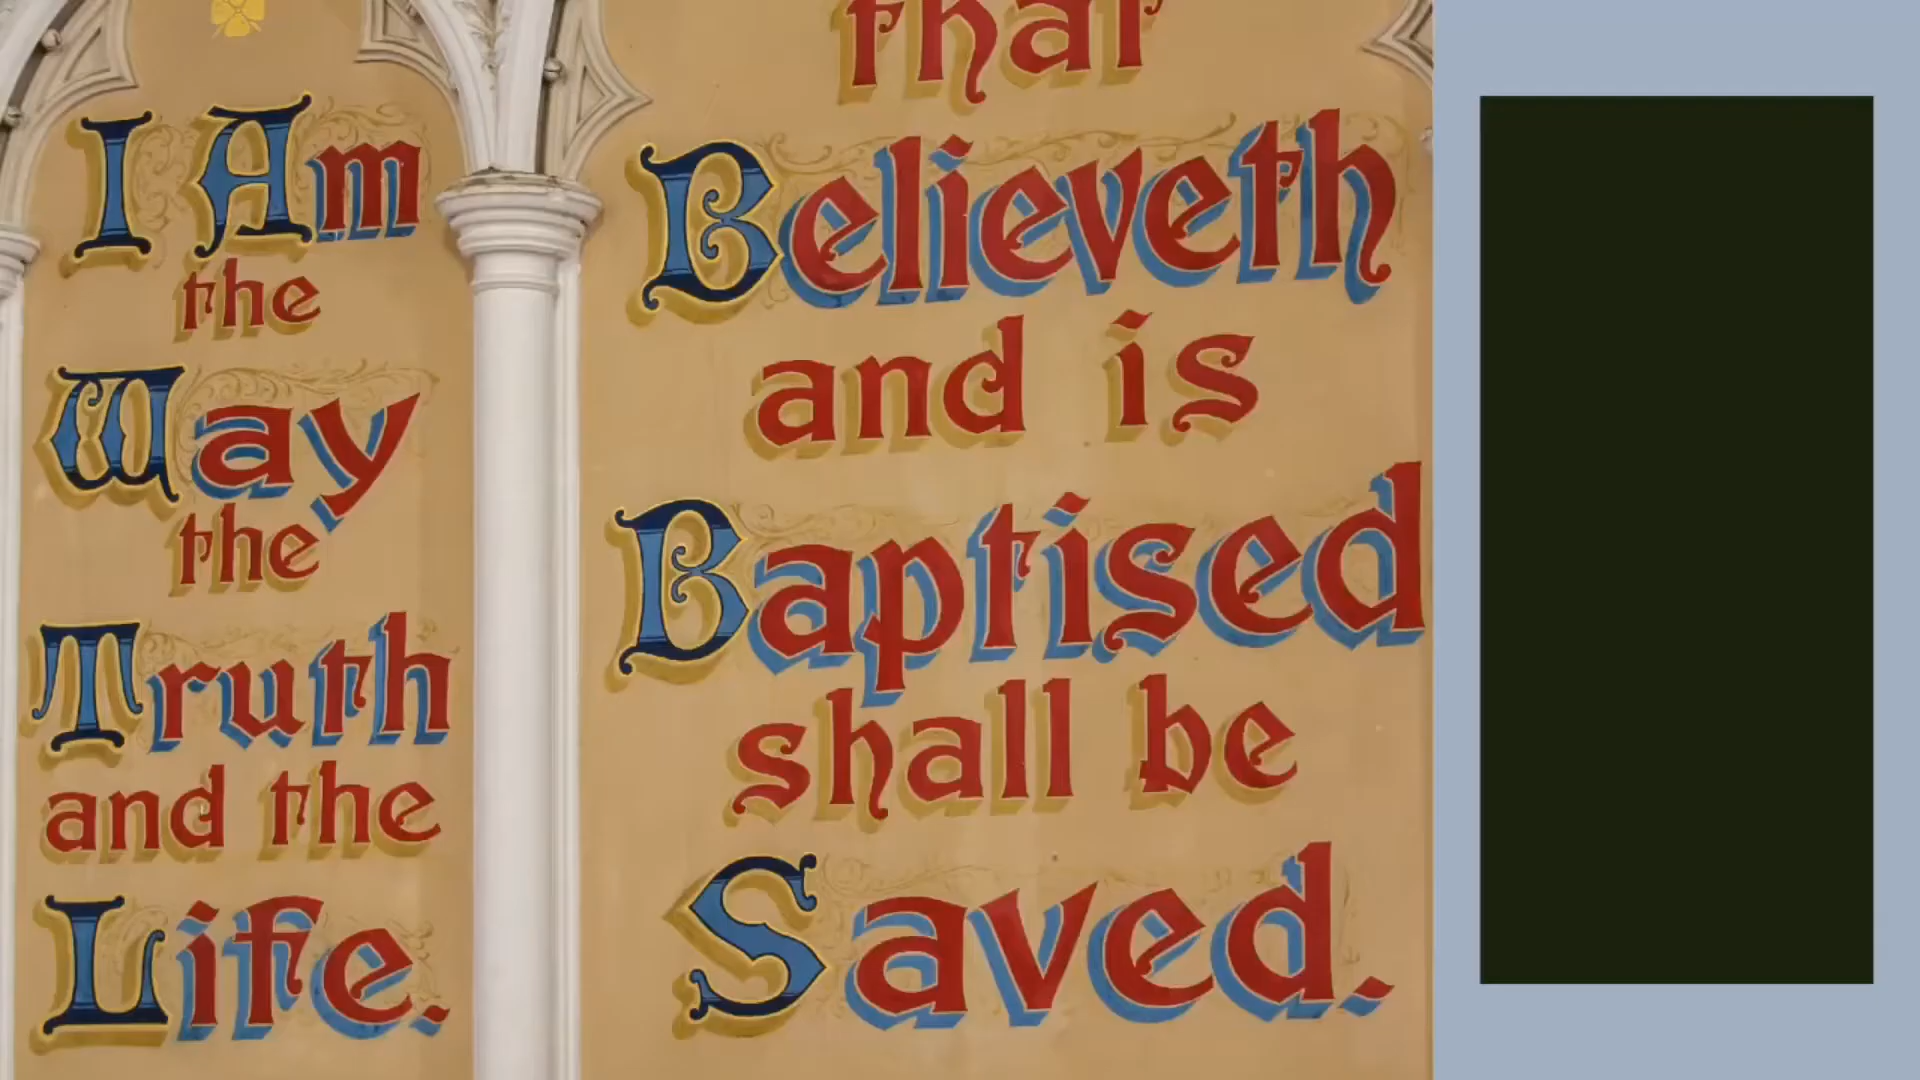 I Am
the
Way
the
Truth
and the
Life.
that
Believeth
and is
Baptised
shall be
Saved.